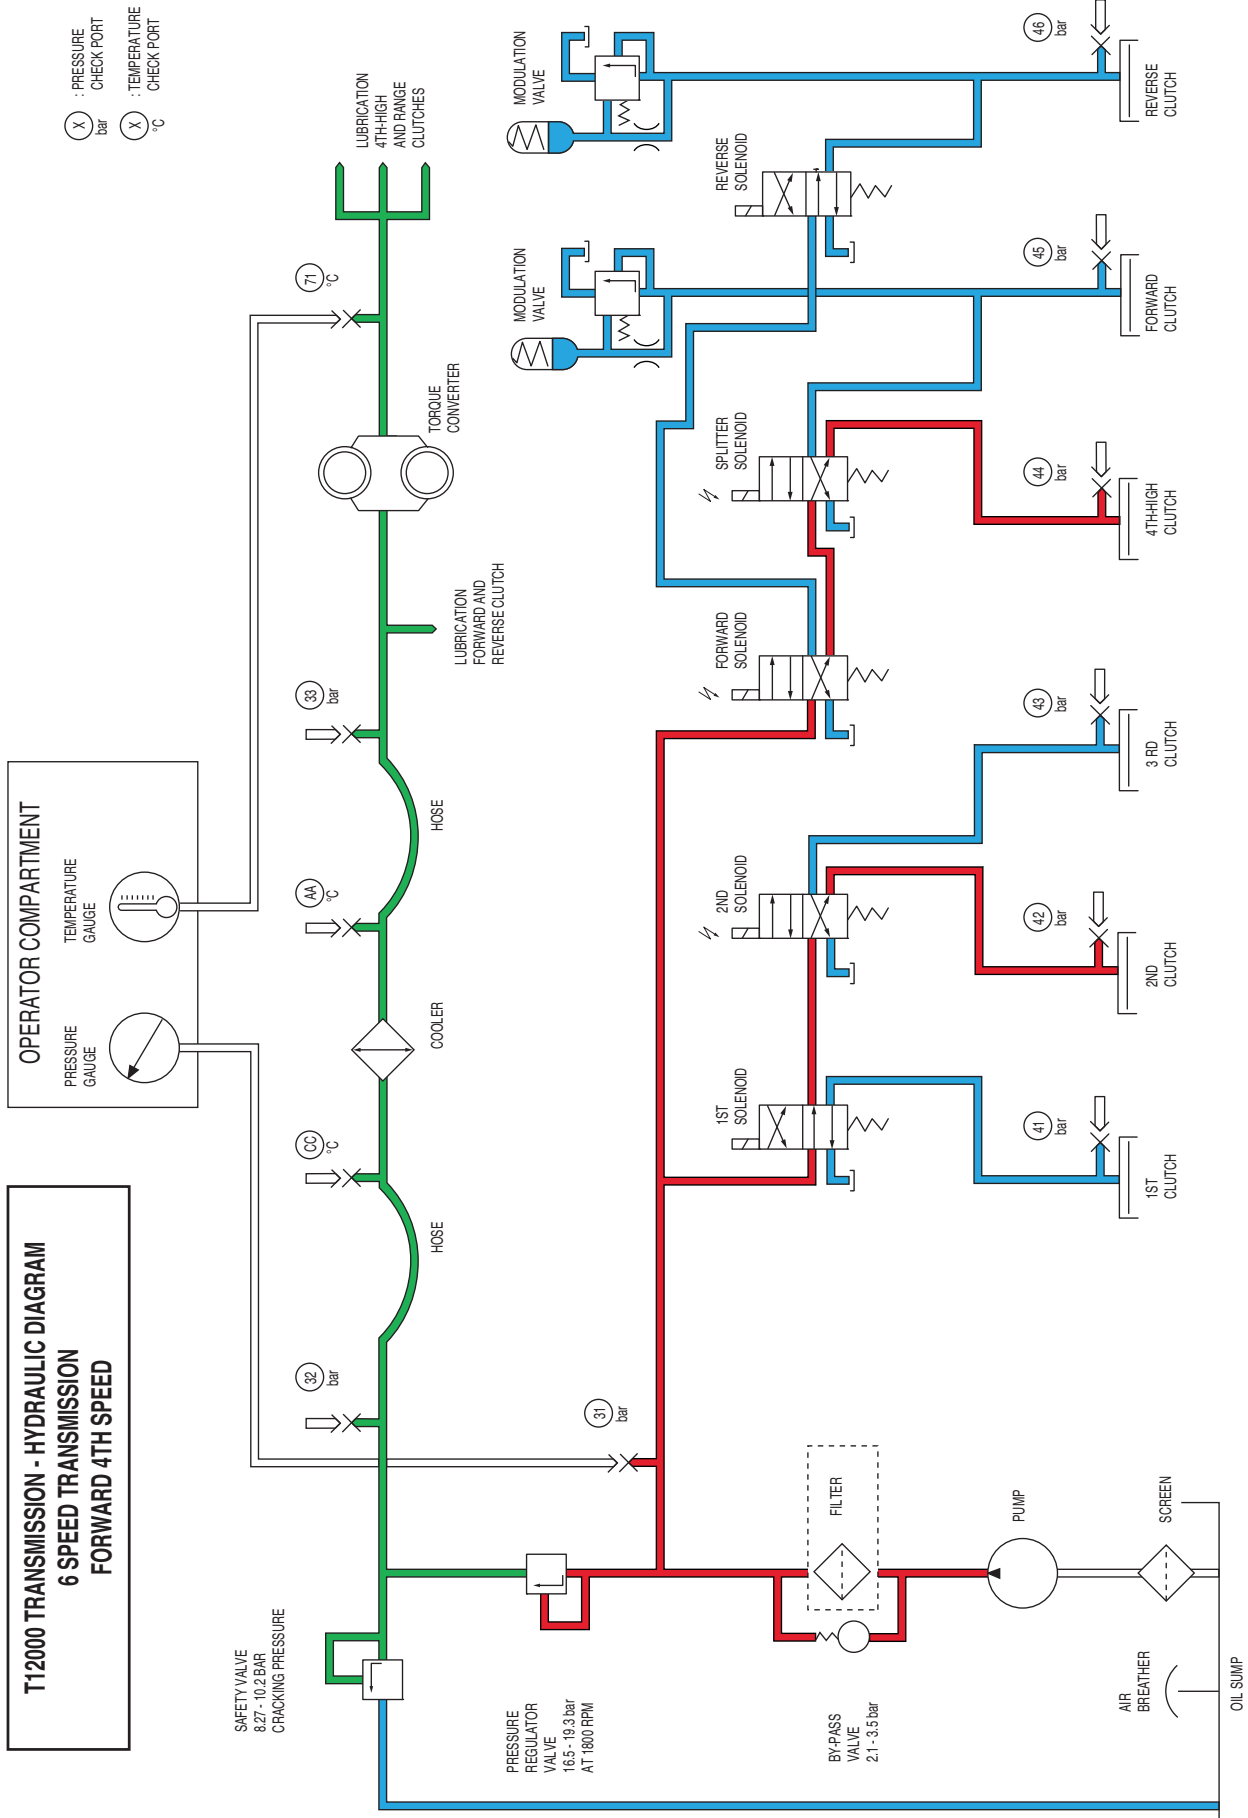 T12000 TRANSMISSION - HYDRAULIC DIAGRAM
6 SPEED TRANSMISSION
FORWARD 4TH SPEED
OPERATOR COMPARTMENT
PRESSURE
GAUGE
TEMPERATURE
GAUGE
X
bar
: PRESSURE
CHECK PORT
X
°C
: TEMPERATURE
CHECK PORT
SAFETY VALVE
8.27 - 10.2 BAR
CRACKING PRESSURE
32
bar
HOSE
CC
°C
COOLER
AA
°C
HOSE
33
bar
LUBRICATION
FORWARD AND
REVERSE CLUTCH
TORQUE
CONVERTER
71
°C
LUBRICATION
4TH-HIGH
AND RANGE
CLUTCHES
PRESSURE
REGULATOR
VALVE
16.5 - 19.3 bar
AT 1800 RPM
31
bar
MODULATION
VALVE
MODULATION
VALVE
1ST
SOLENOID
2ND
SOLENOID
FORWARD
SOLENOID
SPLITTER
SOLENOID
REVERSE
SOLENOID
BY-PASS
VALVE
2.1 - 3.5 bar
FILTER
PUMP
SCREEN
AIR
BREATHER
OIL SUMP
41
bar
42
bar
43
bar
44
bar
45
bar
46
bar
1ST
CLUTCH
2ND
CLUTCH
3 RD
CLUTCH
4TH-HIGH
CLUTCH
FORWARD
CLUTCH
REVERSE
CLUTCH